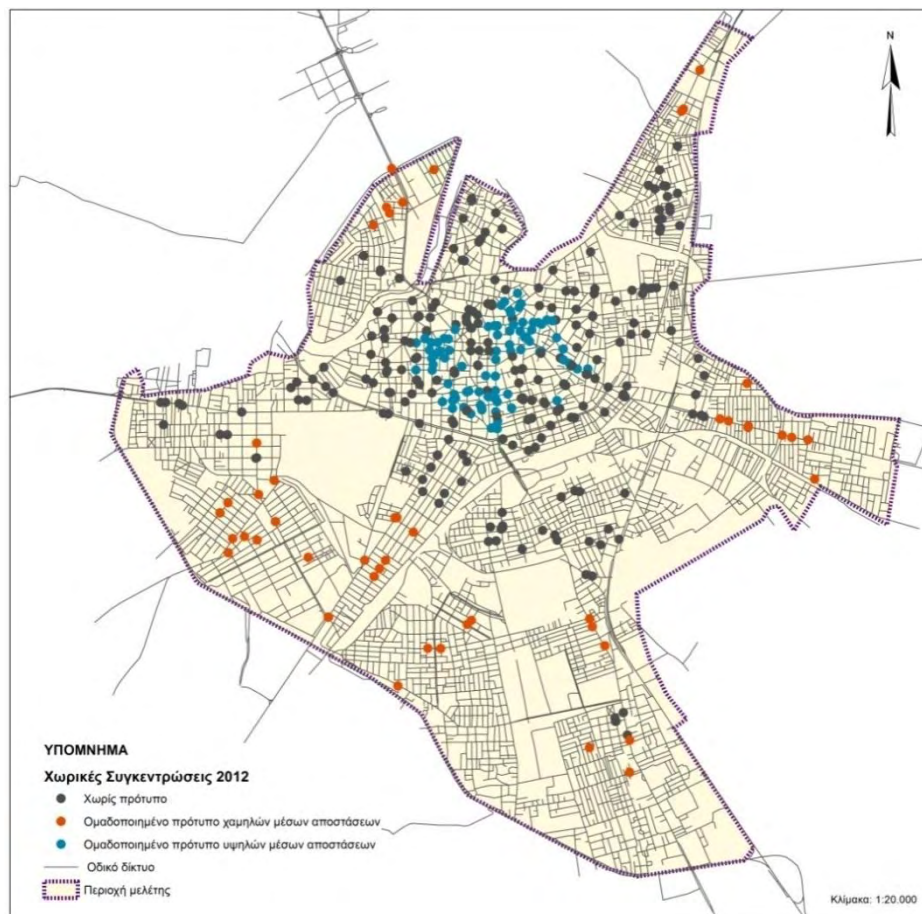 N
ΥΠΟΜΝΗΜΑ
Χωρικές Συγκεντρώσεις 2012
Χωρίς πρότυπο
Ομαδοποιημένο πρότυπο χαμηλών μέσων αποστάσεων
Ομαδοποιημένο πρότυπο υψηλών μέσων αποστάσεων
Οδικό δίκτυο
Περιοχή μελέτης
Κλίμακα: 1:20.000